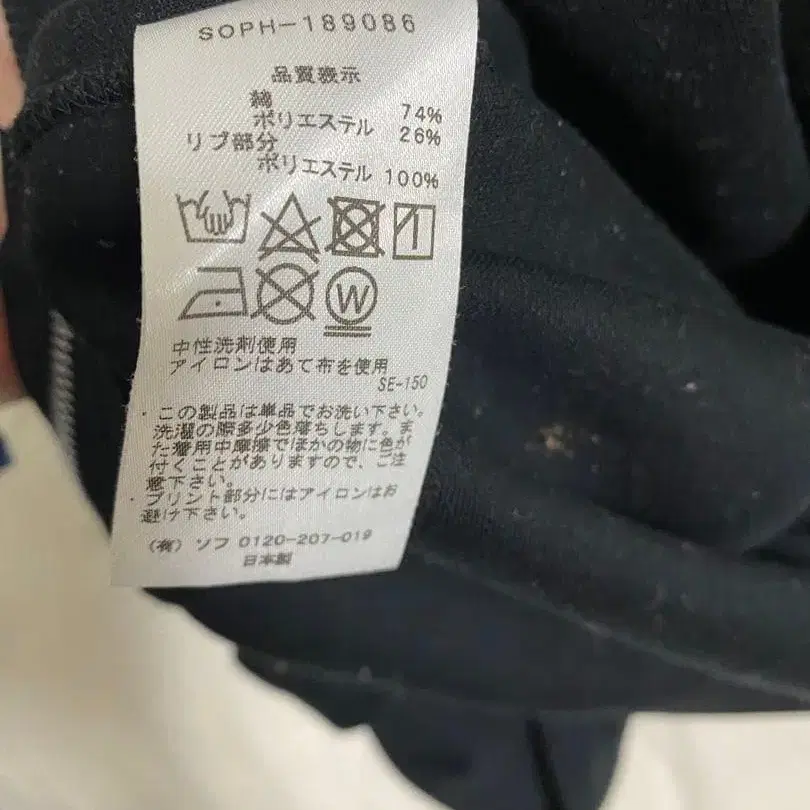 SOPH-189086
品質表示
綿 74%
ポリエステル 26%
リブ部分
ポリエステル 100%
W
中性洗剤使用
アイロンはあて布を使用
SE-150
・この製品は単品でお洗い下さい。
洗濯の際多少色落ちします。ま
た着用中摩擦でほかの物に色が
付くことがありますので、ご注
意下さい。
・プリント部分にはアイロンはお
避け下さい。
(有) ソフ 0120-207-019
日本製